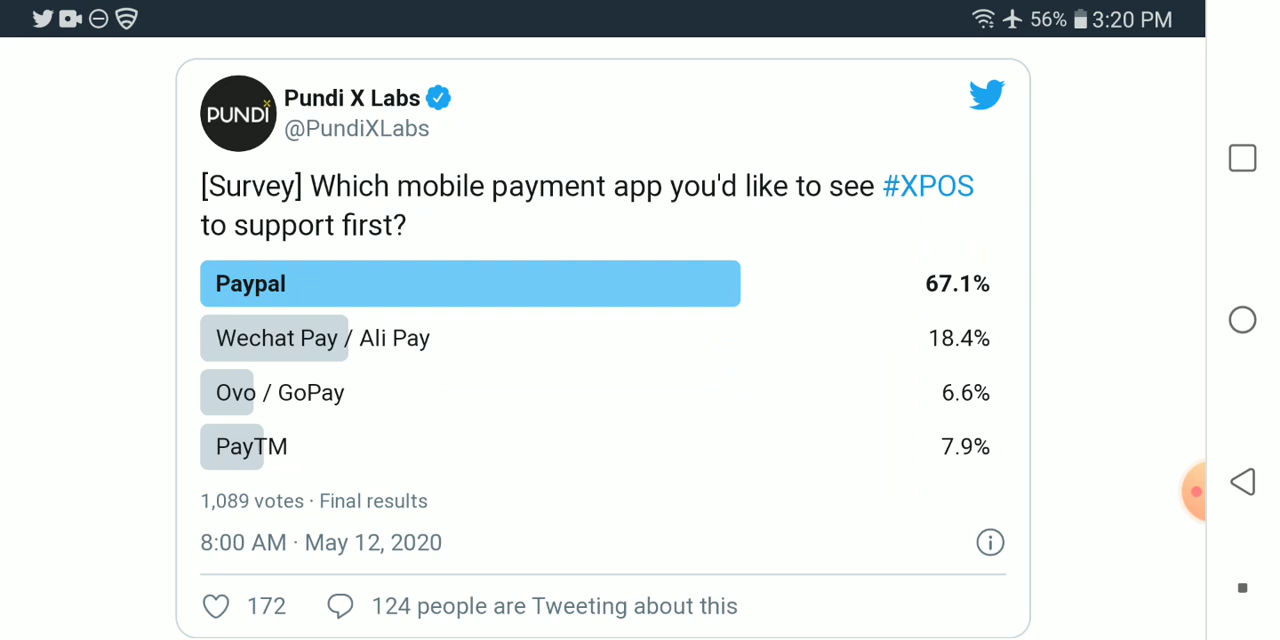 56% 3:20 PM
PUNDI
Pundi X Labs
@PundiXLabs
[Survey] Which mobile payment app you'd like to see #XPOS
to support first?
Paypal 67.1%
Wechat Pay / Ali Pay 18.4%
Ovo / GoPay 6.6%
PayTM 7.9%
1,089 votes · Final results
8:00 AM · May 12, 2020
172 124 people are Tweeting about this